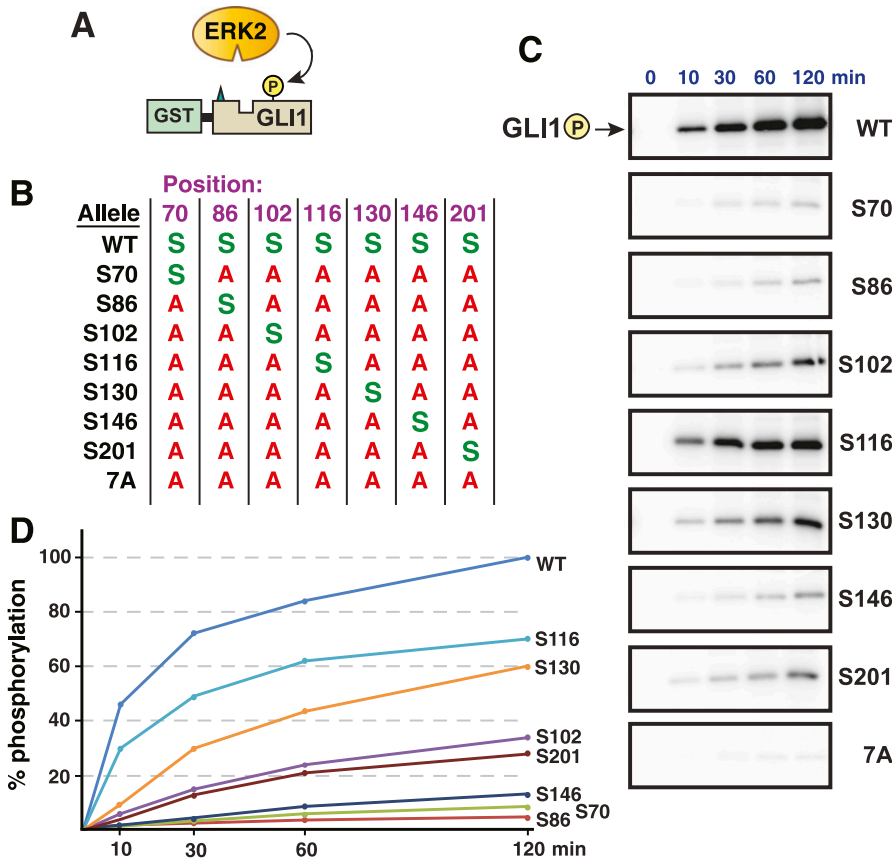 A
ERK2
P
GST
GLI1
B
Position:
Allele 70 86 102 116 130 146 201
WT S S S S S S S
S70 S A A A A A A
S86 A S A A A A A
S102 A A S A A A A
S116 A A A S A A A
S130 A A A A S A A
S146 A A A A A S A
S201 A A A A A A S
7A A A A A A A A
C
0 10 30 60 120 min
GLI1 P
WT
S70
S86
S102
S116
S130
S146
S201
7A
D
% phosphorylation
100
80
60
40
20
10 30 60 120 min
WT
S116
S130
S102
S201
S146
S70
S86